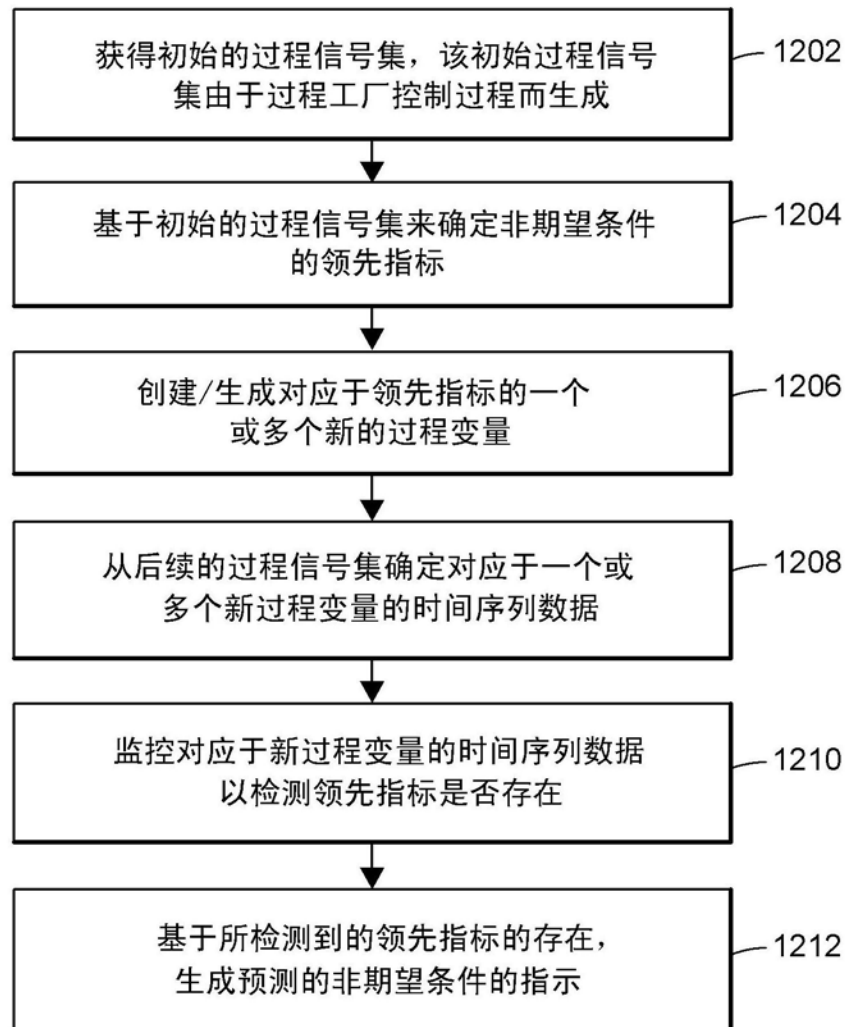 获得初始的过程信号集，该初始过程信号
集由于过程工厂控制过程而生成
1202
基于初始的过程信号集来确定非期望条件
的领先指标
1204
创建/生成对应于领先指标的一个
或多个新的过程变量
1206
从后续的过程信号集确定对应于一个或
多个新过程变量的时间序列数据
1208
监控对应于新过程变量的时间序列数据
以检测领先指标是否存在
1210
基于所检测到的领先指标的存在，
生成预测的非期望条件的指示
1212